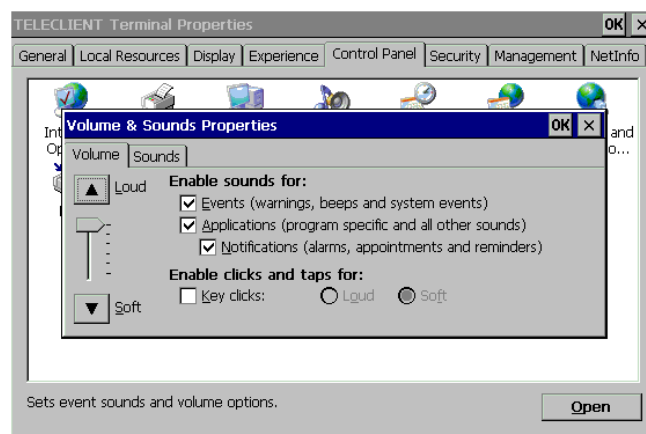 TELECLIENT Terminal Properties OK ×
General Local Resources Display Experience Control Panel Security Management NetInfo
Volume & Sounds Properties OK ×
and
Volume Sounds
Loud Enable sounds for:
Events (warnings, beeps and system events)
Applications (program specific and all other sounds)
Notifications (alarms, appointments and reminders)
Enable clicks and taps for:
Soft Key clicks: Loud Soft
Sets event sounds and volume options. Open